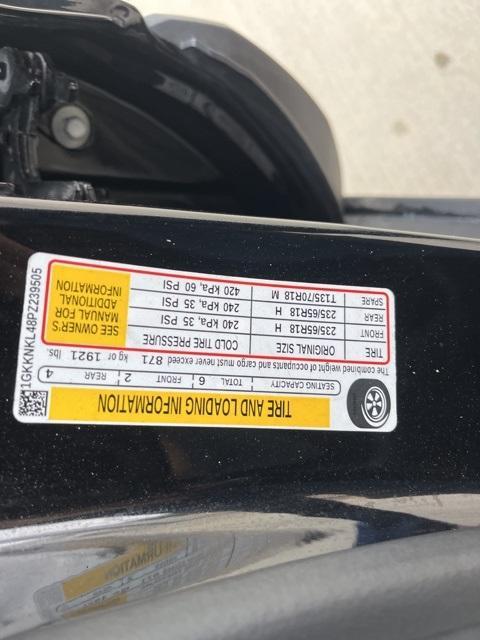 TIRE AND LOADING INFORMATION
SEATING CAPACITY TOTAL 6 FRONT 2 REAR 4
The combined weight of occupants and cargo must never exceed 871 kg or 1921 lbs.
TIRE ORIGINAL SIZE COLD TIRE PRESSURE
FRONT 235/65R18 H 240 kPa, 35 PSI
REAR 235/65R18 H 240 kPa, 35 PSI
SPARE T135/70R18 M 420 kPa, 60 PSI
SEE OWNER'S
MANUAL FOR
ADDITIONAL
INFORMATION
1GKKNKL48PZ239505